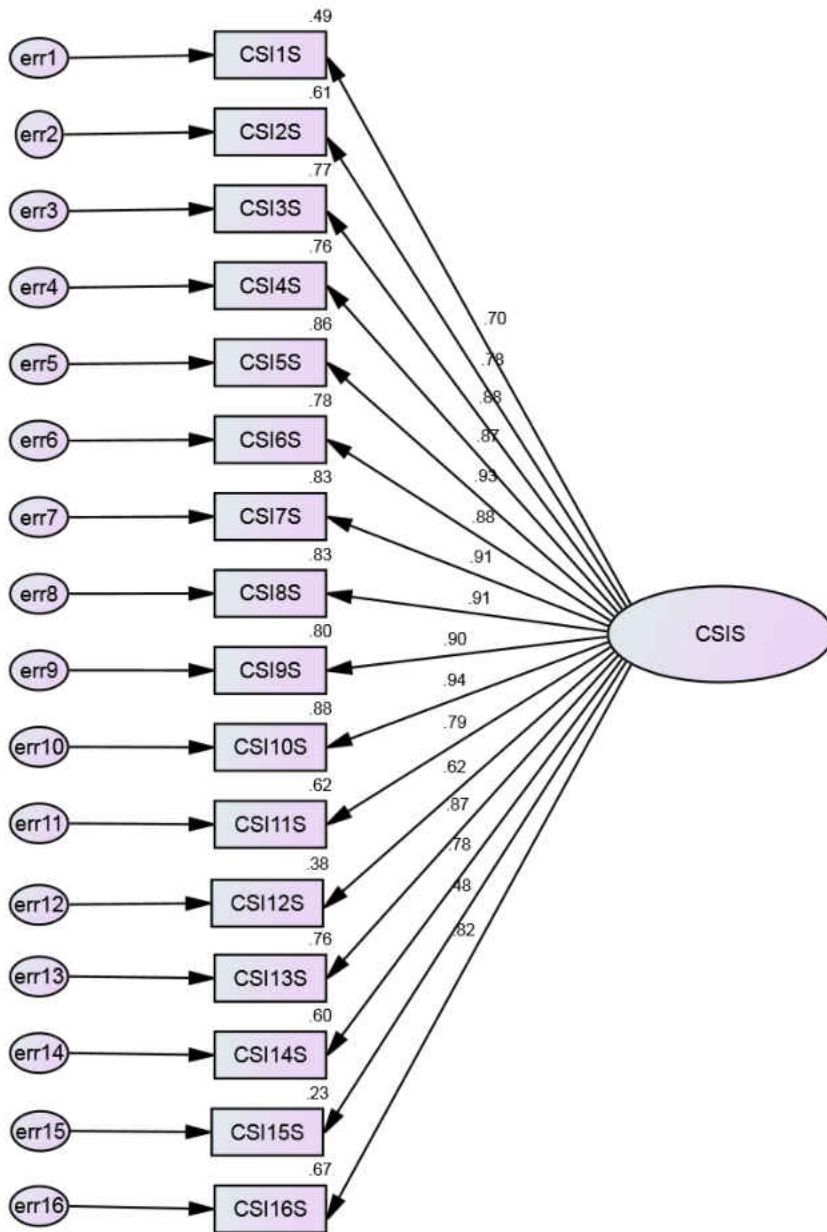 .49
err1 CSI1S
.61
err2 CSI2S
.77
err3 CSI3S
.76
err4 CSI4S
.70
.86
.78
err5 CSI5S
.88
.78
.87
err6 CSI6S
.93
.83
.88
err7 CSI7S
.91
.83
err8 CSI8S
.91
CSIS
.80
.90
err9 CSI9S
.94
.88
.79
err10 CSI10S
.62
.62
.87
err11 CSI11S
.78
.38
.48
err12 CSI12S
.82
.76
err13 CSI13S
.60
err14 CSI14S
.23
err15 CSI15S
.67
err16 CSI16S